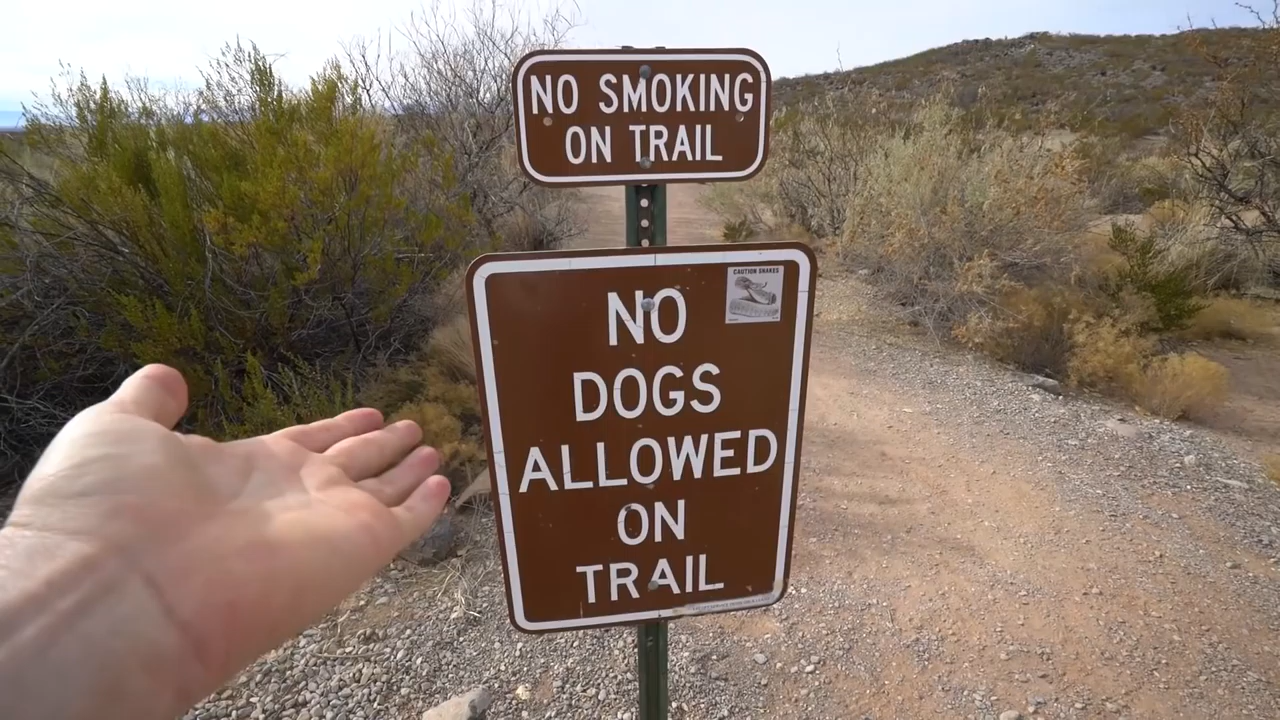 NO SMOKING
ON TRAIL
CAUTION SNAKES
NO
DOGS
ALLOWED
ON
TRAIL